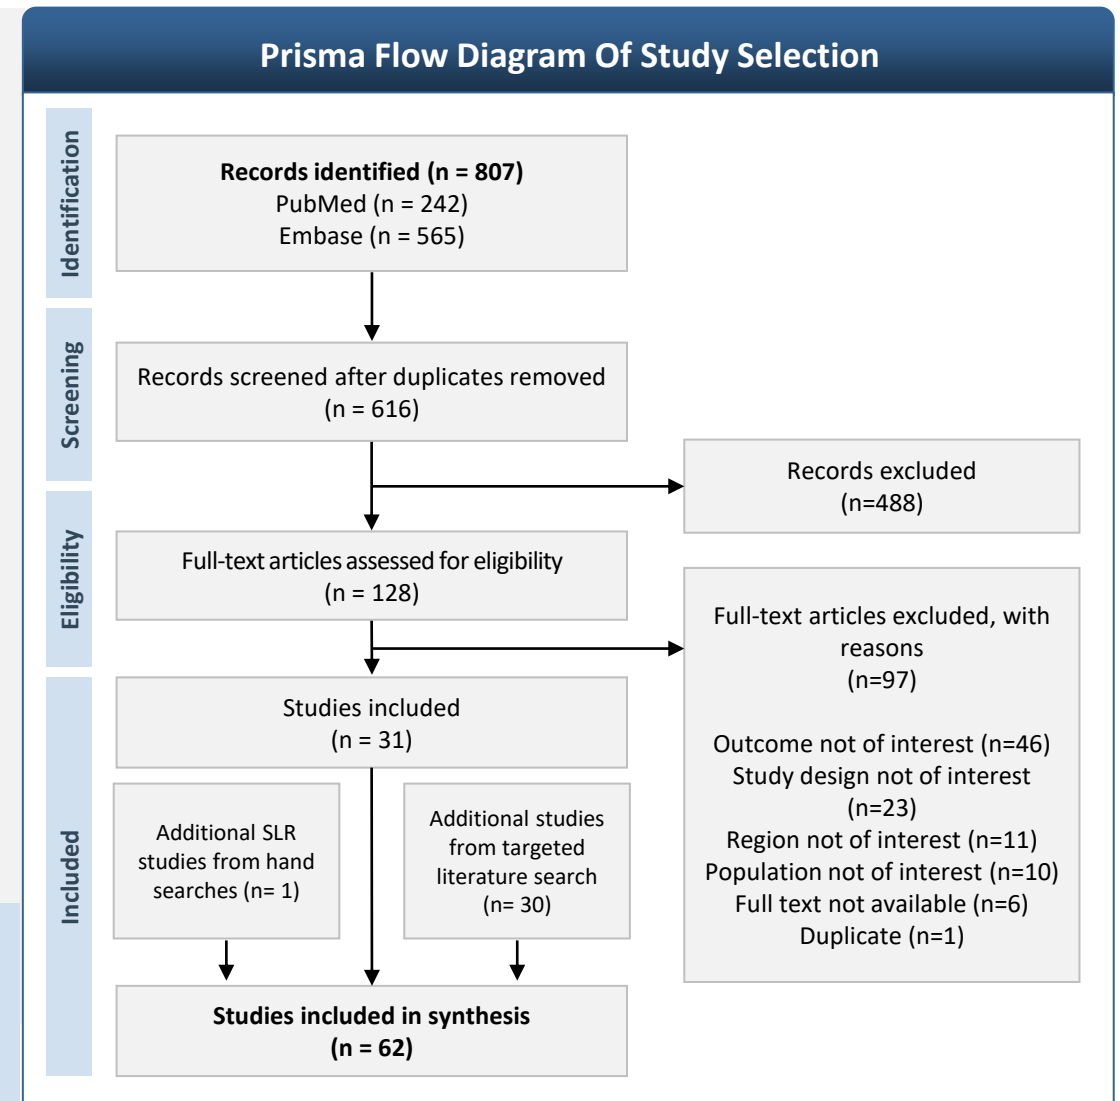 Prisma Flow Diagram Of Study Selection
Identification
Records identified (n = 807)
PubMed (n = 242)
Embase (n = 565)
Screening
Records screened after duplicates removed
(n = 616)
Records excluded
(n=488)
Eligibility
Full-text articles assessed for eligibility
(n = 128)
Full-text articles excluded, with
reasons
(n=97)
Outcome not of interest (n=46)
Study design not of interest
(n=23)
Region not of interest (n=11)
Population not of interest (n=10)
Full text not available (n=6)
Duplicate (n=1)
Included
Studies included
(n = 31)
Additional SLR
studies from hand
searches (n= 1)
Additional studies
from targeted
literature search
(n= 30)
Studies included in synthesis
(n = 62)